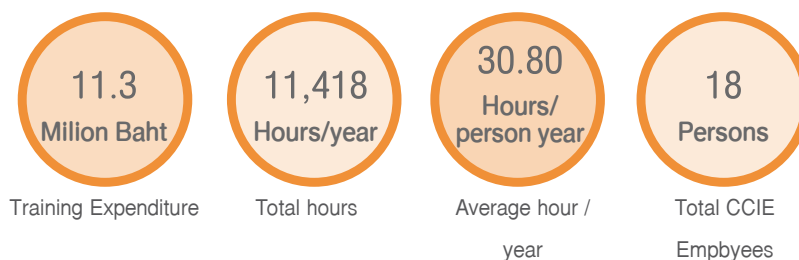 11.3
Milion Baht
Training Expenditure
11,418
Hours/year
Total hours
30.80
Hours/
person year
Average hour /
year
18
Persons
Total CCIE
Empbyees